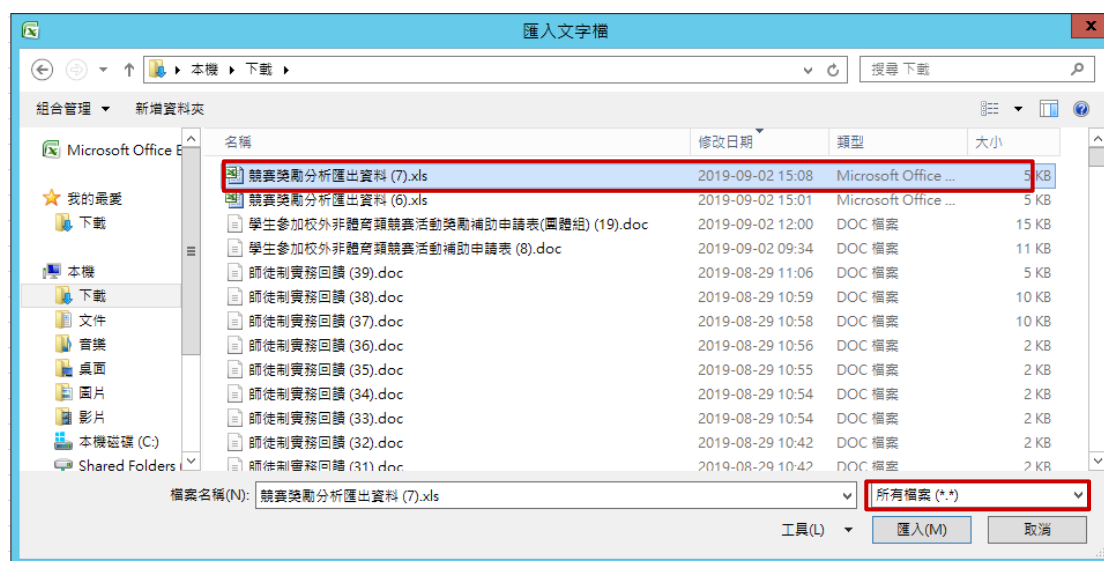 匯入文字檔
本機 下載
搜尋 下載
組合管理 新增資料夾
Microsoft Office E
我的最愛
下載
本機
下載
文件
音樂
桌面
圖片
影片
本機磁碟 (C:)
Shared Folders (
名稱 修改日期 類型 大小
競賽獎勵分析匯出資料 (7).xls 2019-09-02 15:08 Microsoft Office ... 5 KB
競賽獎勵分析匯出資料 (6).xls 2019-09-02 15:01 Microsoft Office ... 5 KB
學生參加校外非體育類競賽活動獎勵補助申請表(團體組) (19).doc 2019-09-02 12:00 DOC 檔案 15 KB
學生參加校外非體育類競賽活動補助申請表 (8).doc 2019-09-02 09:34 DOC 檔案 11 KB
師徒制實務回饋 (39).doc 2019-08-29 11:06 DOC 檔案 5 KB
師徒制實務回饋 (38).doc 2019-08-29 10:59 DOC 檔案 10 KB
師徒制實務回饋 (37).doc 2019-08-29 10:58 DOC 檔案 10 KB
師徒制實務回饋 (36).doc 2019-08-29 10:56 DOC 檔案 2 KB
師徒制實務回饋 (35).doc 2019-08-29 10:55 DOC 檔案 2 KB
師徒制實務回饋 (34).doc 2019-08-29 10:54 DOC 檔案 2 KB
師徒制實務回饋 (33).doc 2019-08-29 10:54 DOC 檔案 2 KB
師徒制實務回饋 (32).doc 2019-08-29 10:42 DOC 檔案 2 KB
師徒制實務回饋 (31).doc 2019-08-29 10:42 DOC 檔案 2 KB
檔案名稱(N): 競賽獎勵分析匯出資料 (7).xls 所有檔案 (*.*)
工具(L) 匯入(M) 取消